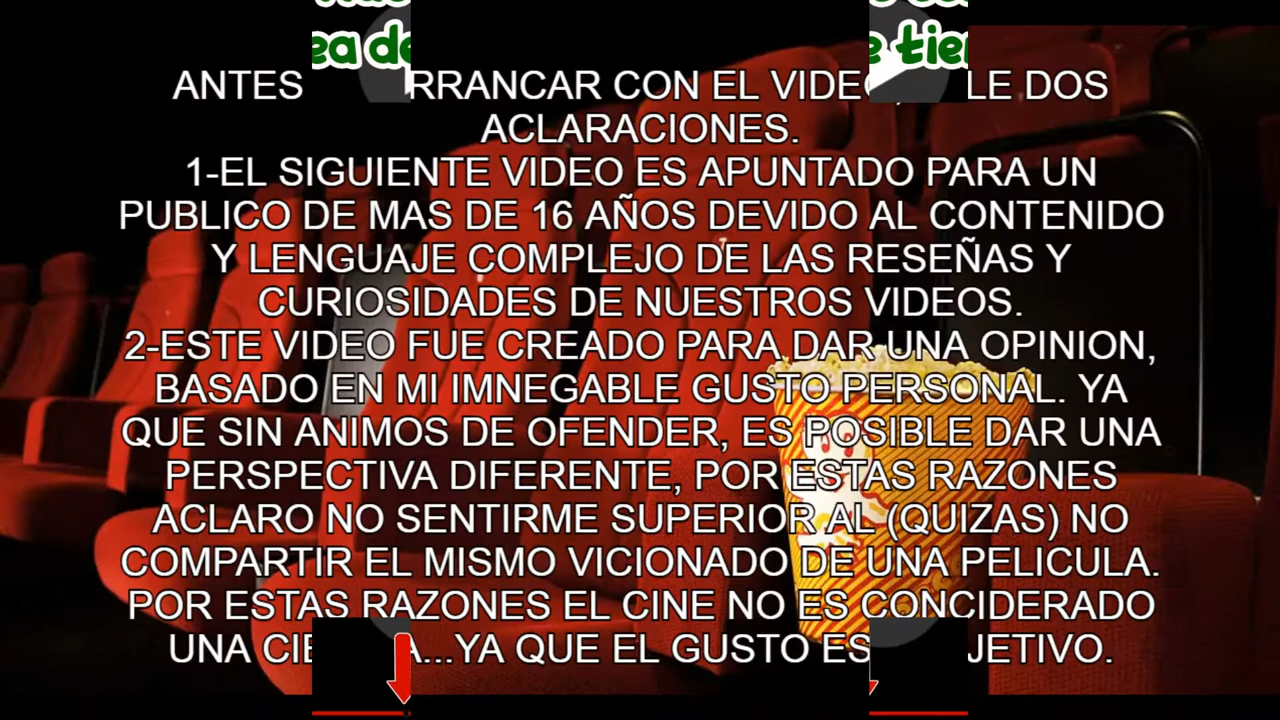 ea de e tien
ANTES RRANCAR CON EL VIDEO, LE DOS
ACLARACIONES.
1-EL SIGUIENTE VIDEO ES APUNTADO PARA UN
PUBLICO DE MAS DE 16 AÑOS DEVIDO AL CONTENIDO
Y LENGUAJE COMPLEJO DE LAS RESEÑAS Y
CURIOSIDADES DE NUESTROS VIDEOS.
2-ESTE VIDEO FUE CREADO PARA DAR UNA OPINION,
BASADO EN MI IMNEGABLE GUSTO PERSONAL. YA
QUE SIN ANIMOS DE OFENDER, ES POSIBLE DAR UNA
PERSPECTIVA DIFERENTE, POR ESTAS RAZONES
ACLARO NO SENTIRME SUPERIOR AL (QUIZAS) NO
COMPARTIR EL MISMO VICIONADO DE UNA PELICULA.
POR ESTAS RAZONES EL CINE NO ES CONCIDERADO
UNA CIE A...YA QUE EL GUSTO ES JETIVO.